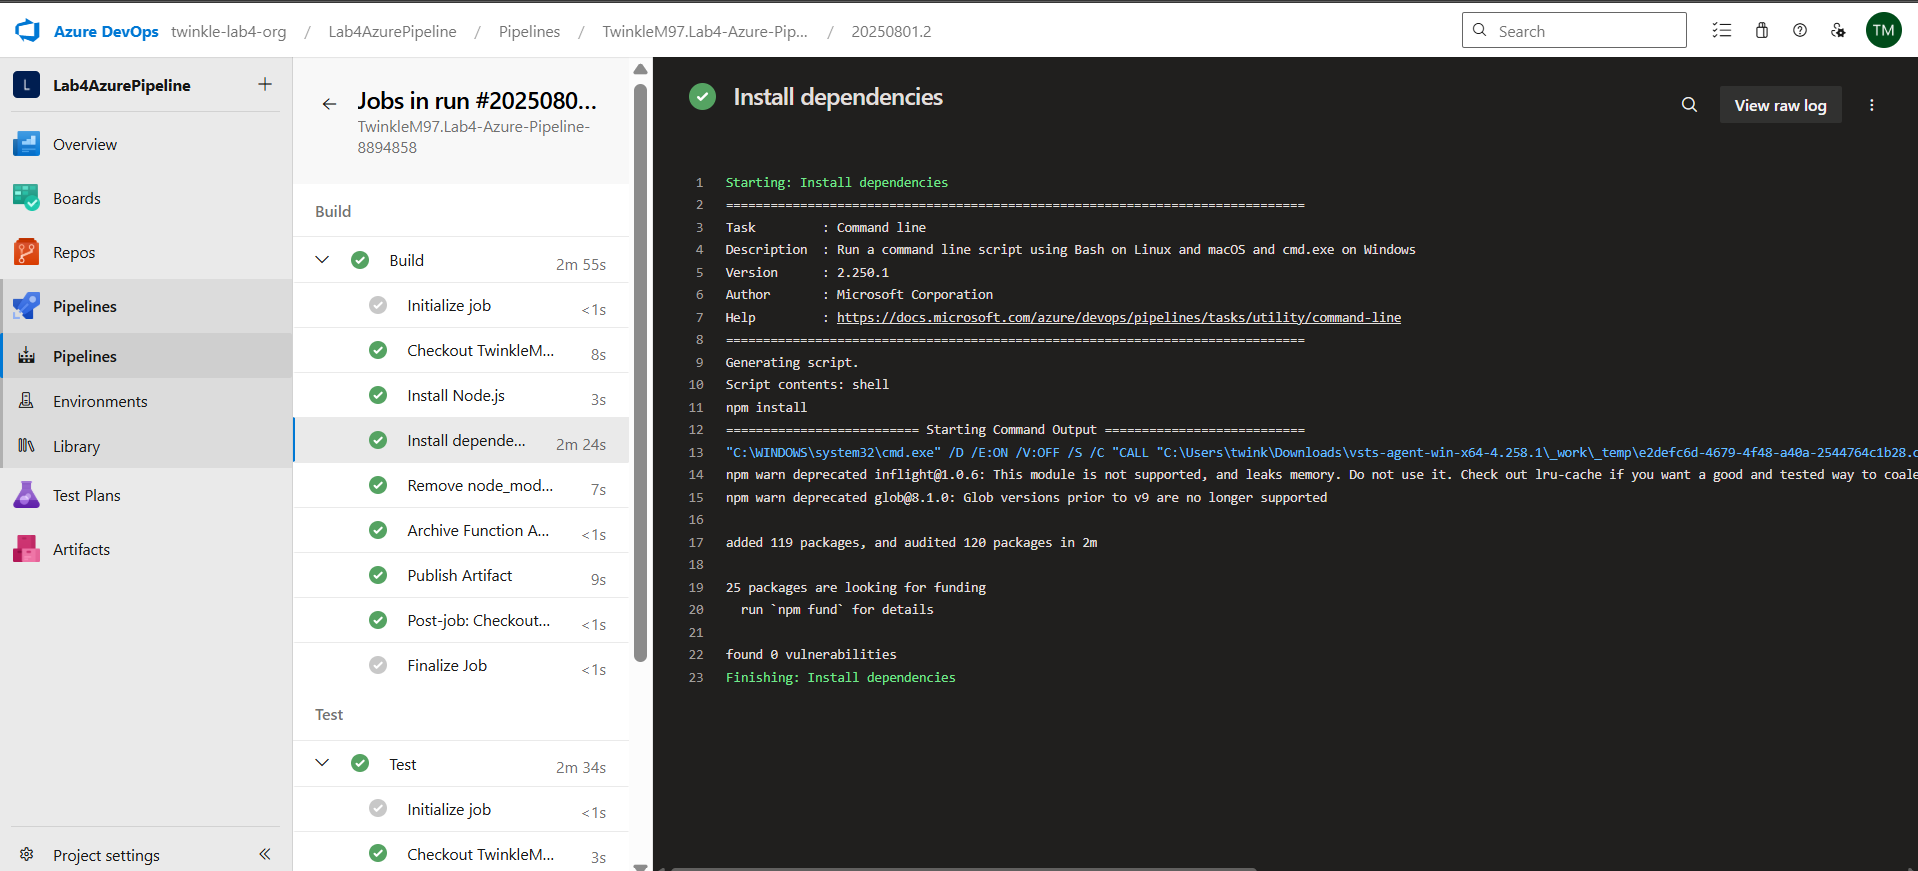 Azure DevOps twinkle-lab4-org / Lab4AzurePipeline / Pipelines / TwinkleM97.Lab4-Azure-Pip... / 20250801.2
Search
TM
L Lab4AzurePipeline +
Overview
Boards
Repos
Pipelines
Pipelines
Environments
Library
Test Plans
Artifacts
Project settings
Jobs in run #2025080...
TwinkleM97.Lab4-Azure-Pipeline-
8894858
Build
Build 2m 55s
Initialize job <1s
Checkout TwinkleM... 8s
Install Node.js 3s
Install depende... 2m 24s
Remove node_mod... 7s
Archive Function A... <1s
Publish Artifact 9s
Post-job: Checkout... <1s
Finalize Job <1s
Test
Test 2m 34s
Initialize job <1s
Checkout TwinkleM... 3s
Install dependencies
View raw log
1 Starting: Install dependencies
2 ==============================================================================
3 Task : Command line
4 Description : Run a command line script using Bash on Linux and macOS and cmd.exe on Windows
5 Version : 2.250.1
6 Author : Microsoft Corporation
7 Help : https://docs.microsoft.com/azure/devops/pipelines/tasks/utility/command-line
8 ==============================================================================
9 Generating script.
10 Script contents: shell
11 npm install
12 ========================== Starting Command Output ===========================
13 "C:\WINDOWS\system32\cmd.exe" /D /E:ON /V:OFF /S /C "CALL "C:\Users\twink\Downloads\vsts-agent-win-x64-4.258.1\_work\_temp\e2defc6d-4679-4f48-a40a-2544764c1b28.c
14 npm warn deprecated inflight@1.0.6: This module is not supported, and leaks memory. Do not use it. Check out lru-cache if you want a good and tested way to coale
15 npm warn deprecated glob@8.1.0: Glob versions prior to v9 are no longer supported
16
17 added 119 packages, and audited 120 packages in 2m
18
19 25 packages are looking for funding
20 run `npm fund` for details
21
22 found 0 vulnerabilities
23 Finishing: Install dependencies